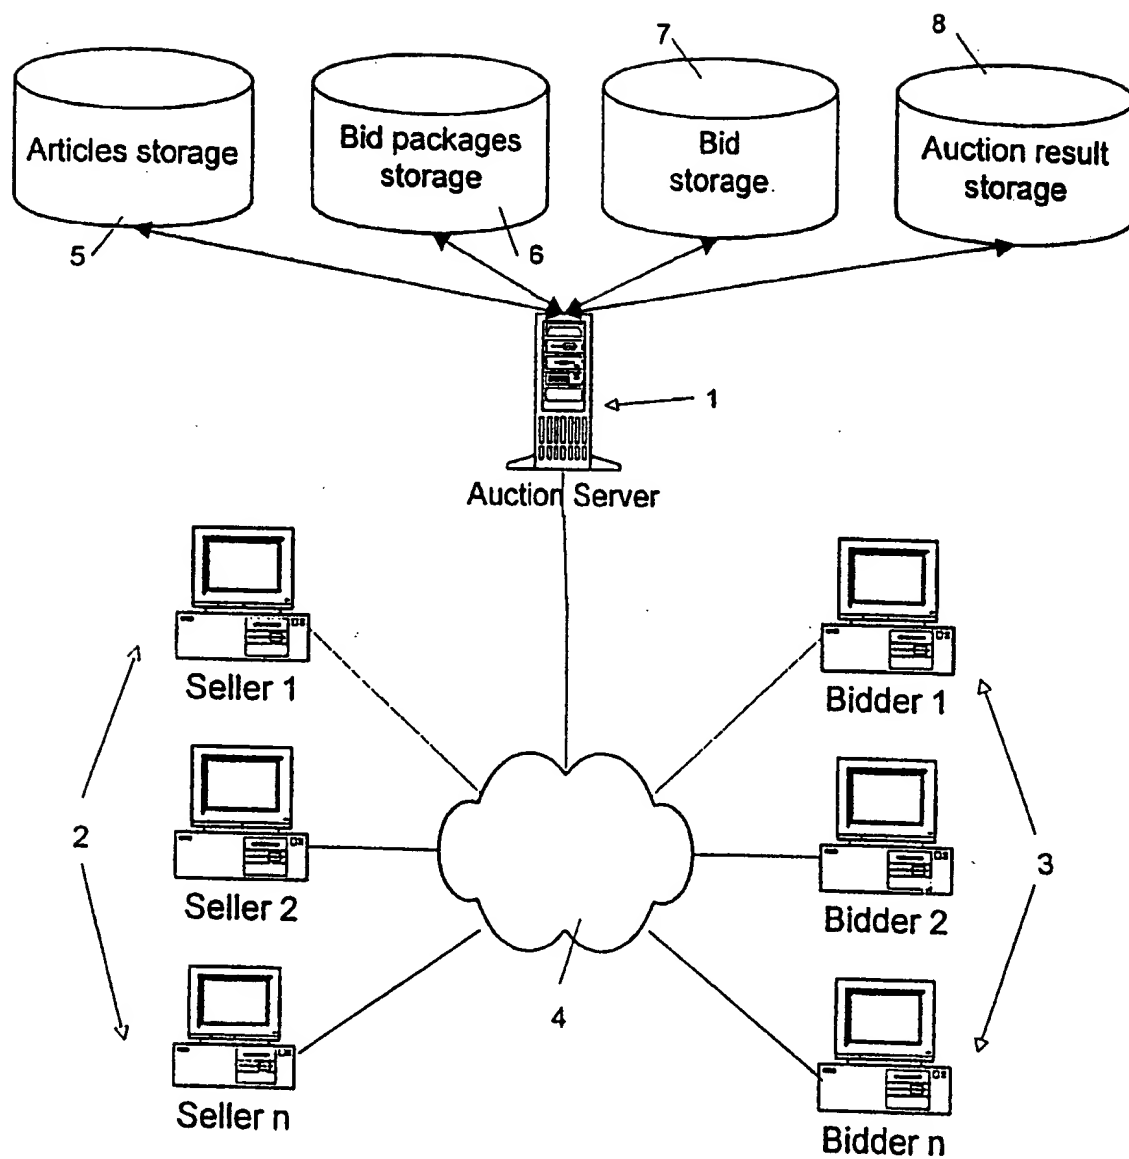 7
8
Articles storage
Bid packages
storage
Bid
storage
Auction result
storage
5
6
1
Auction Server
Seller 1
Bidder 1
2
3
Seller 2
Bidder 2
4
Seller n
Bidder n